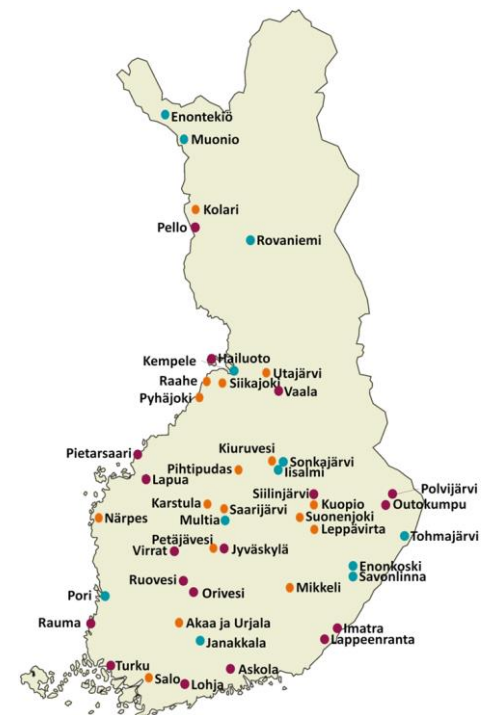 Enontekiö
Muonio
Kolari
Pello
Rovaniemi
Kempele
Hailuoto
Raahe
Siikajoki
Utajärvi
Vaala
Pyhäjoki
Pietarsaari
Kiuruvesi
Sonkajärvi
Iisalmi
Pihtipudas
Lapua
Siilinjärvi
Polvijärvi
Karstula
Saarijärvi
Kuopio
Outokumpu
Närpes
Multia
Suonenjoki
Leppävirta
Tohmajärvi
Petäjävesi
Virrat
Jyväskylä
Enonkoski
Savonlinna
Ruovesi
Orivesi
Mikkeli
Pori
Rauma
Akaa ja Urjala
Imatra
Lappeenranta
Janakkala
Turku
Salo
Lohja
Askola